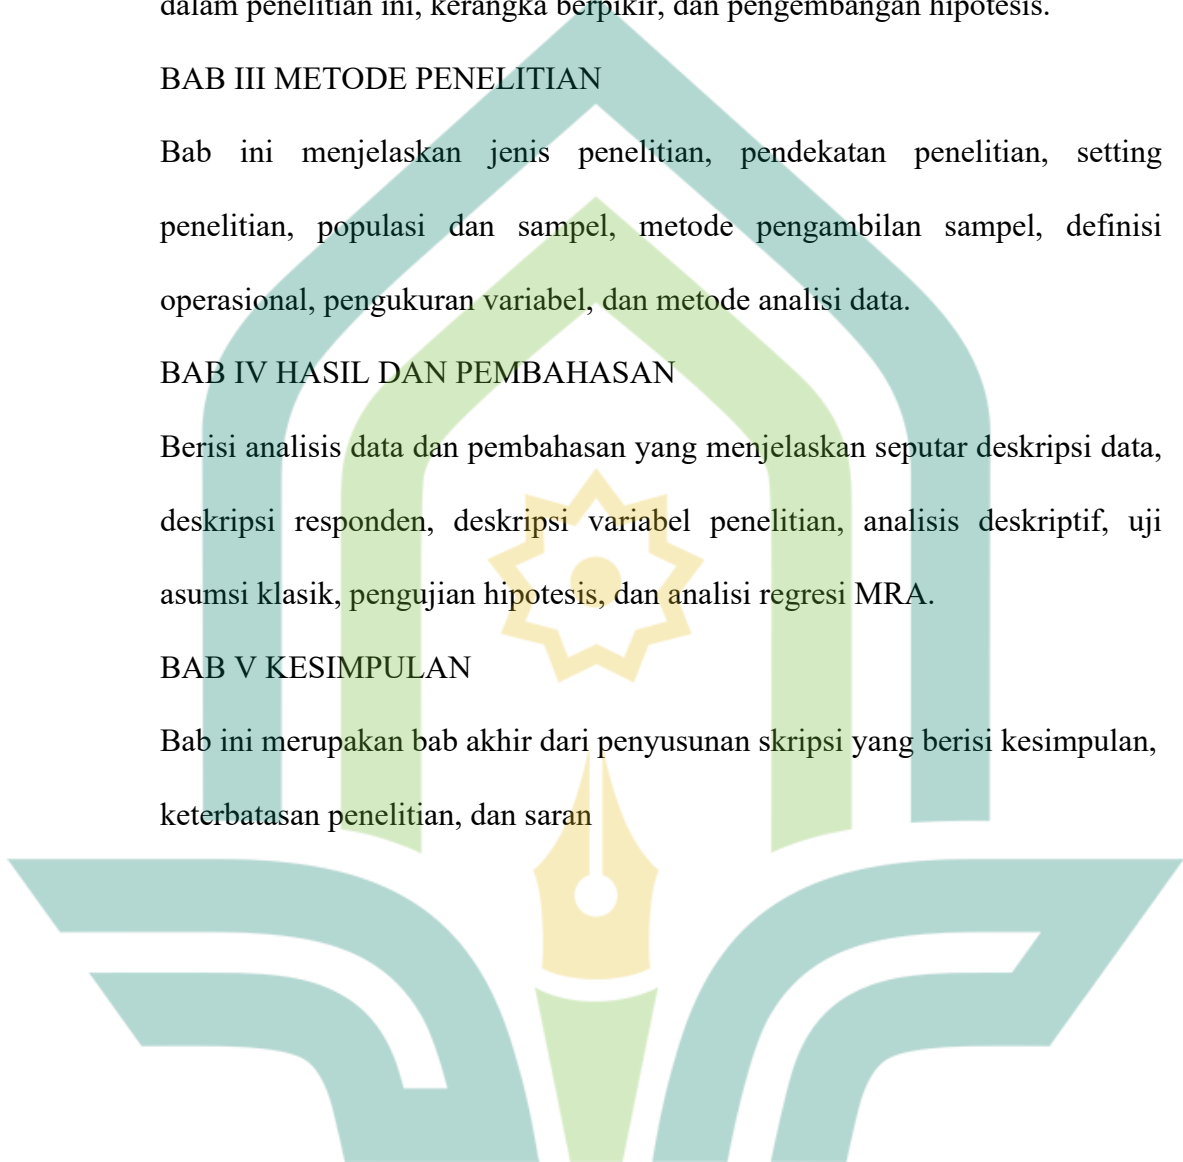 dalam penelitian ini, kerangka berpikir, dan pengembangan hipotesis.
BAB III METODE PENELITIAN
Bab ini menjelaskan jenis penelitian, pendekatan penelitian, setting
penelitian, populasi dan sampel, metode pengambilan sampel, definisi
operasional, pengukuran variabel, dan metode analisi data.
BAB IV HASIL DAN PEMBAHASAN
Berisi analisis data dan pembahasan yang menjelaskan seputar deskripsi data,
deskripsi responden, deskripsi variabel penelitian, analisis deskriptif, uji
asumsi klasik, pengujian hipotesis, dan analisi regresi MRA.
BAB V KESIMPULAN
Bab ini merupakan bab akhir dari penyusunan skripsi yang berisi kesimpulan,
keterbatasan penelitian, dan saran